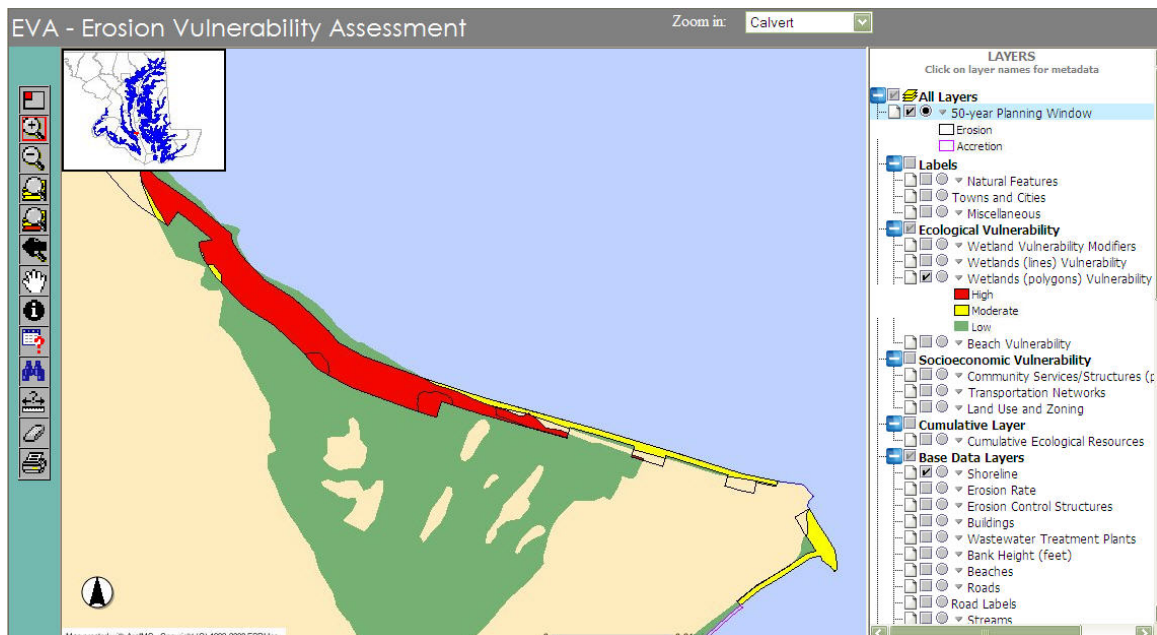 EVA - Erosion Vulnerability Assessment
Zoom in:
Calvert
LAYERS
Click on layer names for metadata
All Layers
50-year Planning Window
Erosion
Accretion
Labels
Natural Features
Towns and Cities
Miscellaneous
Ecological Vulnerability
Wetland Vulnerability Modifiers
Wetlands (lines) Vulnerability
Wetlands (polygons) Vulnerability
High
Moderate
Low
Beach Vulnerability
Socioeconomic Vulnerability
Community Services/Structures (p
Transportation Networks
Land Use and Zoning
Cumulative Layer
Cumulative Ecological Resources
Base Data Layers
Shoreline
Erosion Rate
Erosion Control Structures
Buildings
Wastewater Treatment Plants
Bank Height (feet)
Beaches
Roads
Road Labels
Streams